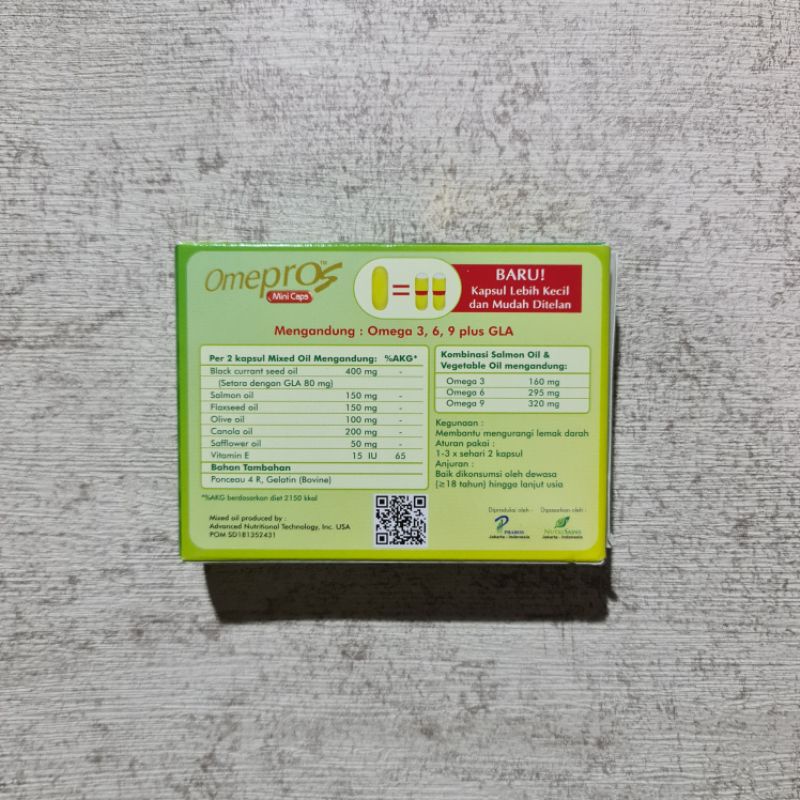 Omepros™
Mini Caps
=
BARU!
Kapsul Lebih Kecil
dan Mudah Ditelan
Mengandung : Omega 3, 6, 9 plus GLA
Per 2 kapsul Mixed Oil Mengandung: %AKG*
Black currant seed oil 400 mg -
(Setara dengan GLA 80 mg)
Salmon oil 150 mg -
Flaxseed oil 150 mg -
Olive oil 100 mg -
Canola oil 200 mg -
Safflower oil 50 mg -
Vitamin E 15 IU 65
Bahan Tambahan
Ponceau 4 R, Gelatin (Bovine)
*%AKG berdasarkan diet 2150 kkal
Mixed oil produced by :
Advanced Nutritional Technology, Inc. USA
POM SD181352431
Kombinasi Salmon Oil &
Vegetable Oil mengandung:
Omega 3 160 mg
Omega 6 295 mg
Omega 9 320 mg
Kegunaan :
Membantu mengurangi lemak darah
Aturan pakai :
1-3 x sehari 2 kapsul
Anjuran :
Baik dikonsumsi oleh dewasa
(≥18 tahun) hingga lanjut usia
Diproduksi oleh : Dipasarkan oleh :
PHAROS
Jakarta - Indonesia
NUTRISAINS
Jakarta - Indonesia